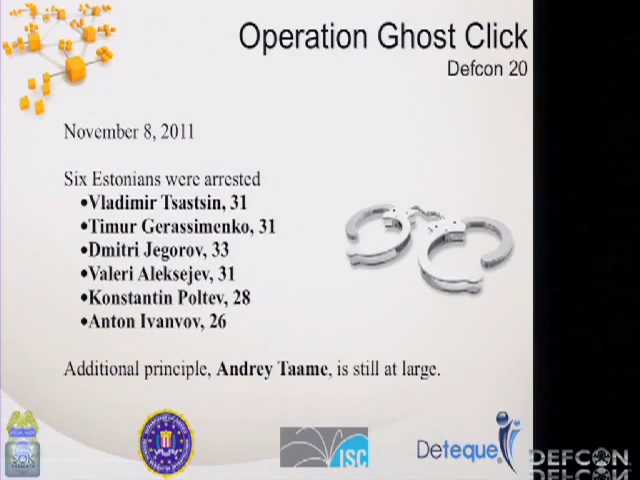 Operation Ghost Click
Defcon 20
November 8, 2011
Six Estonians were arrested
•Vladimir Tsastsin, 31
•Timur Gerassimenko, 31
•Dmitri Jegorov, 33
•Valeri Aleksejev, 31
•Konstantin Poltev, 28
•Anton Ivanvov, 26
Additional principle, Andrey Taame, is still at large.
ISC
Deteque
DEFCON